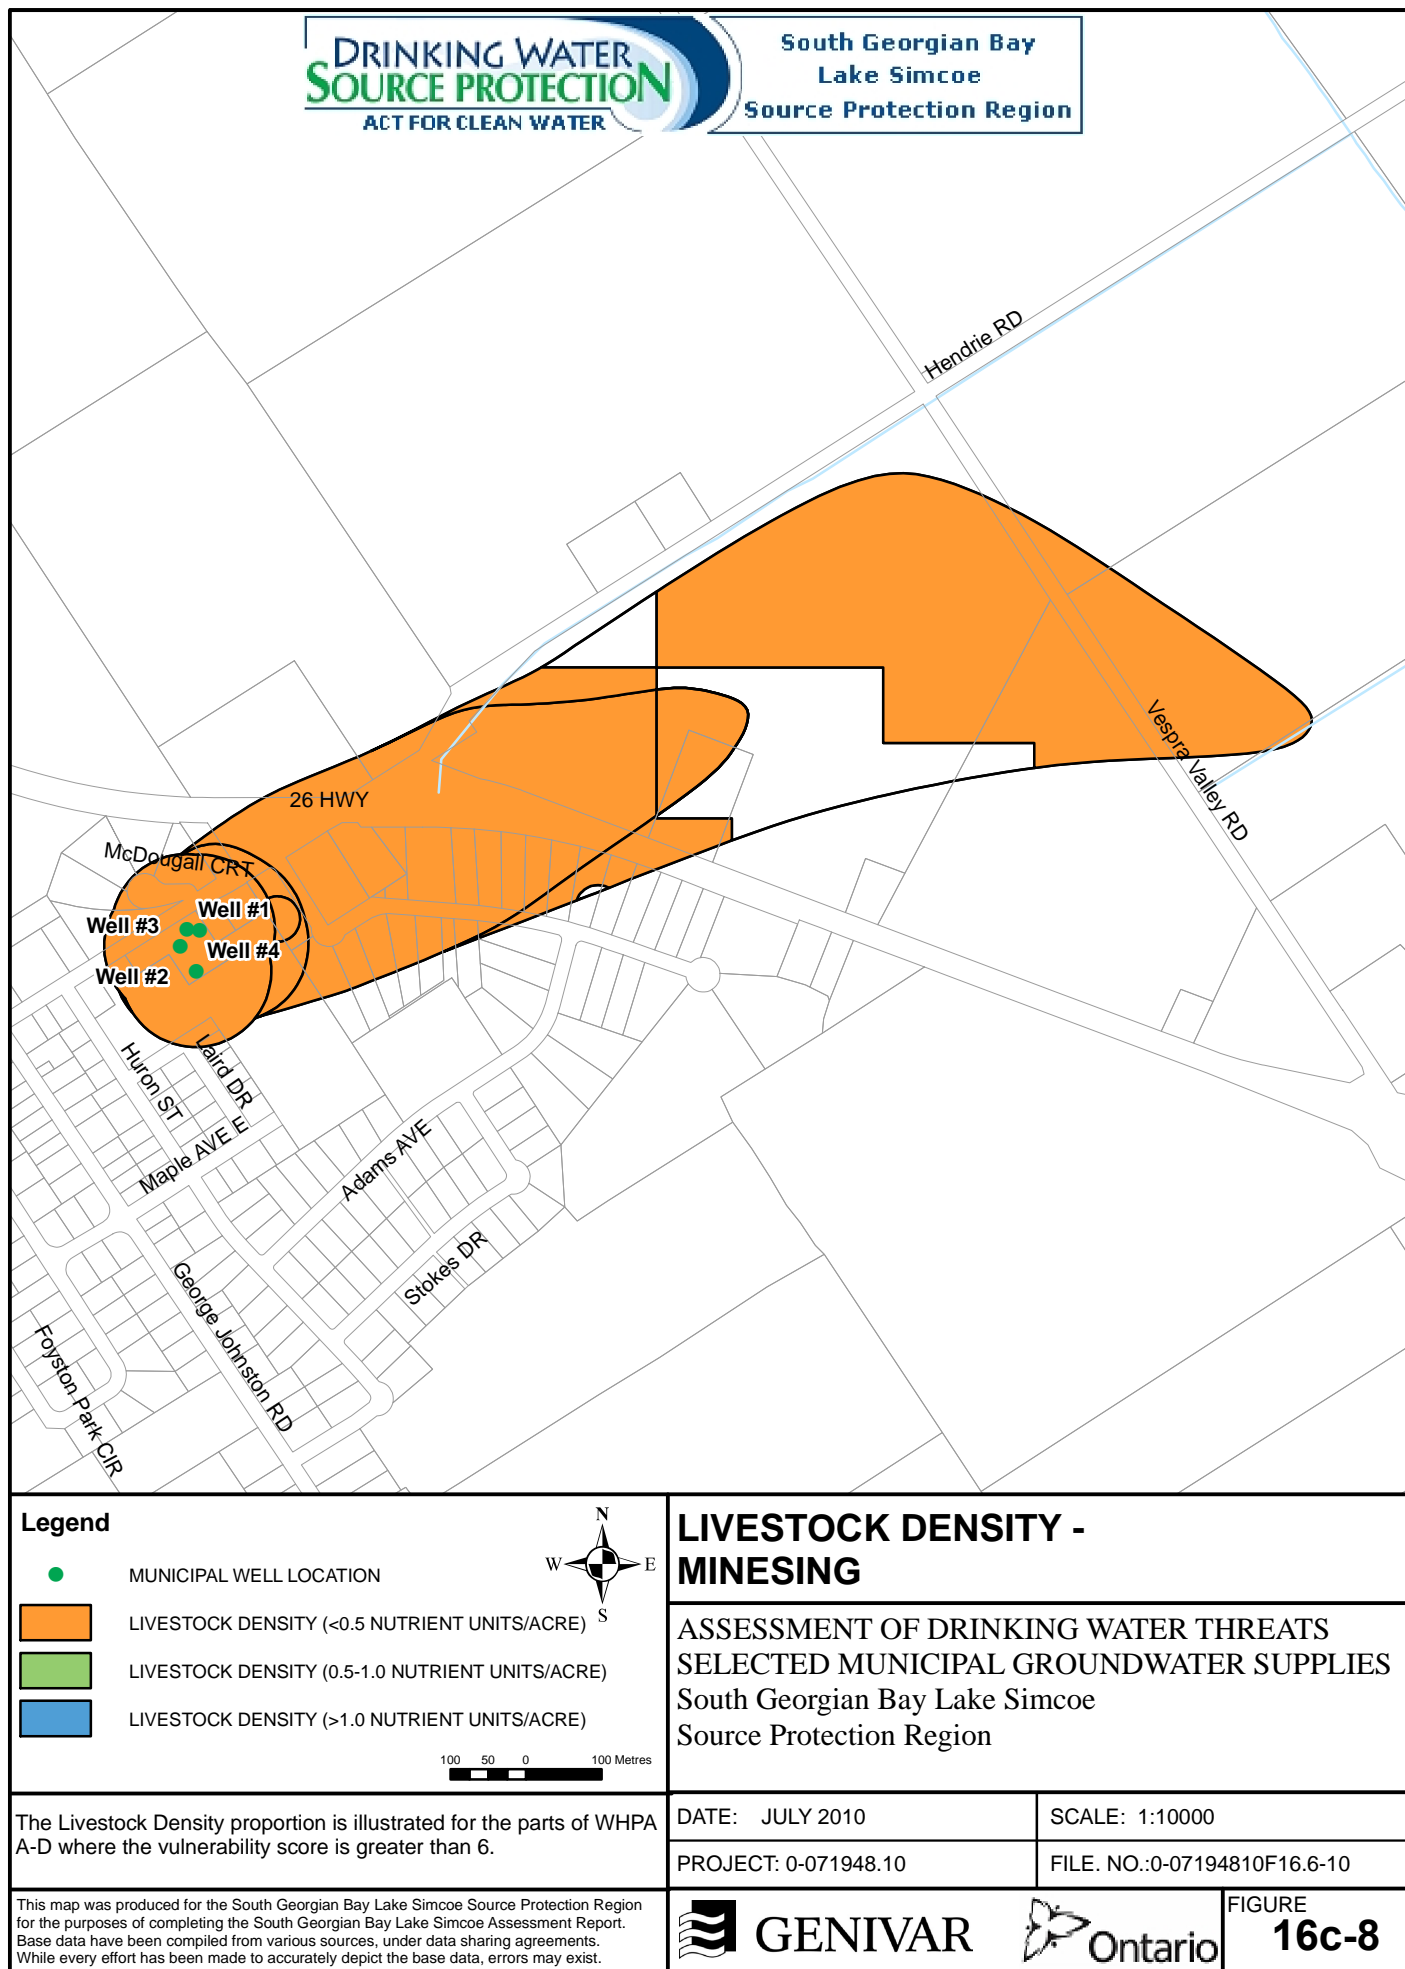 DRINKING WATER
SOURCE PROTECTION
ACT FOR CLEAN WATER
South Georgian Bay
Lake Simcoe
Source Protection Region
Hendrie RD
Vespra Valley RD
26 HWY
McDougall CRT
Well #1
Well #3
Well #4
Well #2
Laird DR
Huron ST
Maple AVE E
Adams AVE
Stokes DR
George Johnston RD
Foyston Park CIR
Legend
MUNICIPAL WELL LOCATION
LIVESTOCK DENSITY (<0.5 NUTRIENT UNITS/ACRE)
LIVESTOCK DENSITY (0.5-1.0 NUTRIENT UNITS/ACRE)
LIVESTOCK DENSITY (>1.0 NUTRIENT UNITS/ACRE)
N
W E
S
100 50 0 100 Metres
The Livestock Density proportion is illustrated for the parts of WHPA
A-D where the vulnerability score is greater than 6.
This map was produced for the South Georgian Bay Lake Simcoe Source Protection Region
for the purposes of completing the South Georgian Bay Lake Simcoe Assessment Report.
Base data have been compiled from various sources, under data sharing agreements.
While every effort has been made to accurately depict the base data, errors may exist.
LIVESTOCK DENSITY -
MINESING
ASSESSMENT OF DRINKING WATER THREATS
SELECTED MUNICIPAL GROUNDWATER SUPPLIES
South Georgian Bay Lake Simcoe
Source Protection Region
DATE: JULY 2010
SCALE: 1:10000
PROJECT: 0-071948.10
FILE. NO.:0-07194810F16.6-10
GENIVAR
Ontario
FIGURE
16c-8